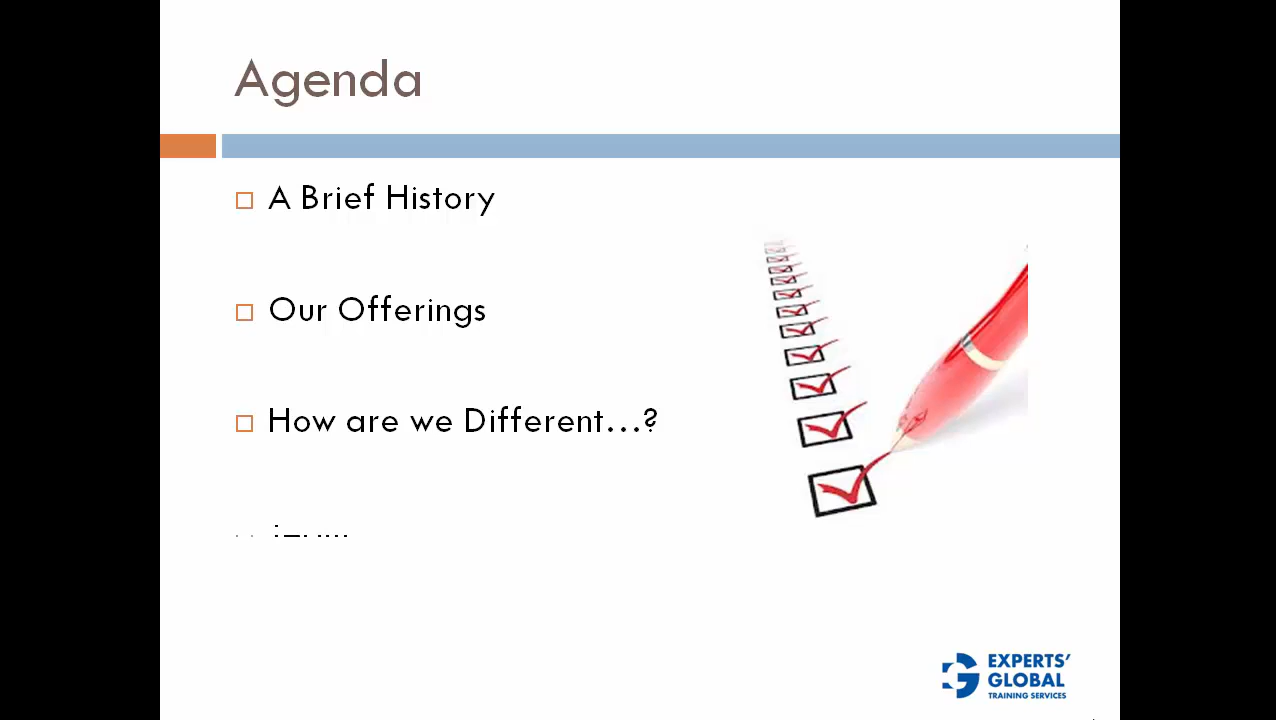 Agenda
A Brief History
Our Offerings
How are we Different...?
EXPERTS'
GLOBAL
TRAINING SERVICES